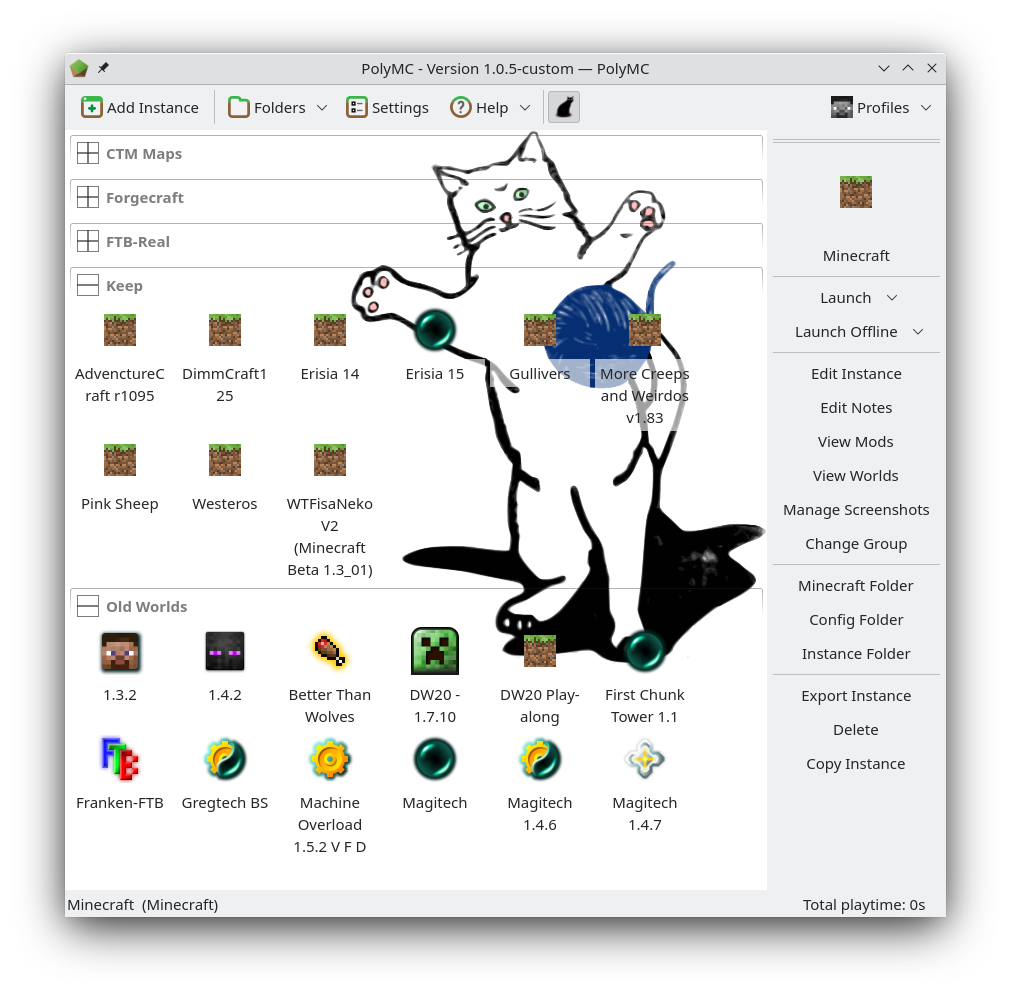 PolyMC - Version 1.0.5-custom — PolyMC
Add Instance
Folders
Settings
Help
Profiles
CTM Maps
Forgecraft
FTB-Real
Keep
AdvenctureC
raft r1095
DimmCraft1
25
Erisia 14
Erisia 15
Gullivers
More Creeps
and Weirdos
v1.83
Pink Sheep
Westeros
WTFisaNeko
V2
(Minecraft
Beta 1.3_01)
Old Worlds
1.3.2
1.4.2
Better Than
Wolves
DW20 -
1.7.10
DW20 Play-
along
First Chunk
Tower 1.1
FTB
Franken-FTB
Gregtech BS
Machine
Overload
1.5.2 V F D
Magitech
Magitech
1.4.6
Magitech
1.4.7
Minecraft
Launch
Launch Offline
Edit Instance
Edit Notes
View Mods
View Worlds
Manage Screenshots
Change Group
Minecraft Folder
Config Folder
Instance Folder
Export Instance
Delete
Copy Instance
Minecraft (Minecraft)
Total playtime: 0s